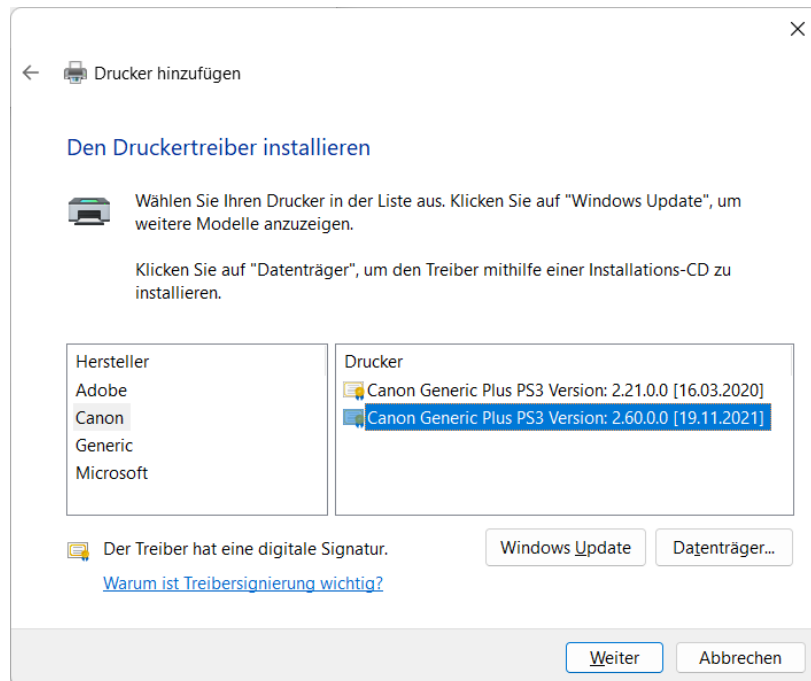 Drucker hinzufügen
Den Druckertreiber installieren
Wählen Sie Ihren Drucker in der Liste aus. Klicken Sie auf "Windows Update", um
weitere Modelle anzuzeigen.
Klicken Sie auf "Datenträger", um den Treiber mithilfe einer Installations-CD zu
installieren.
Hersteller
Adobe
Canon
Generic
Microsoft
Drucker
Canon Generic Plus PS3 Version: 2.21.0.0 [16.03.2020]
Canon Generic Plus PS3 Version: 2.60.0.0 [19.11.2021]
Der Treiber hat eine digitale Signatur.
Warum ist Treibersignierung wichtig?
Windows Update
Datenträger...
Weiter
Abbrechen